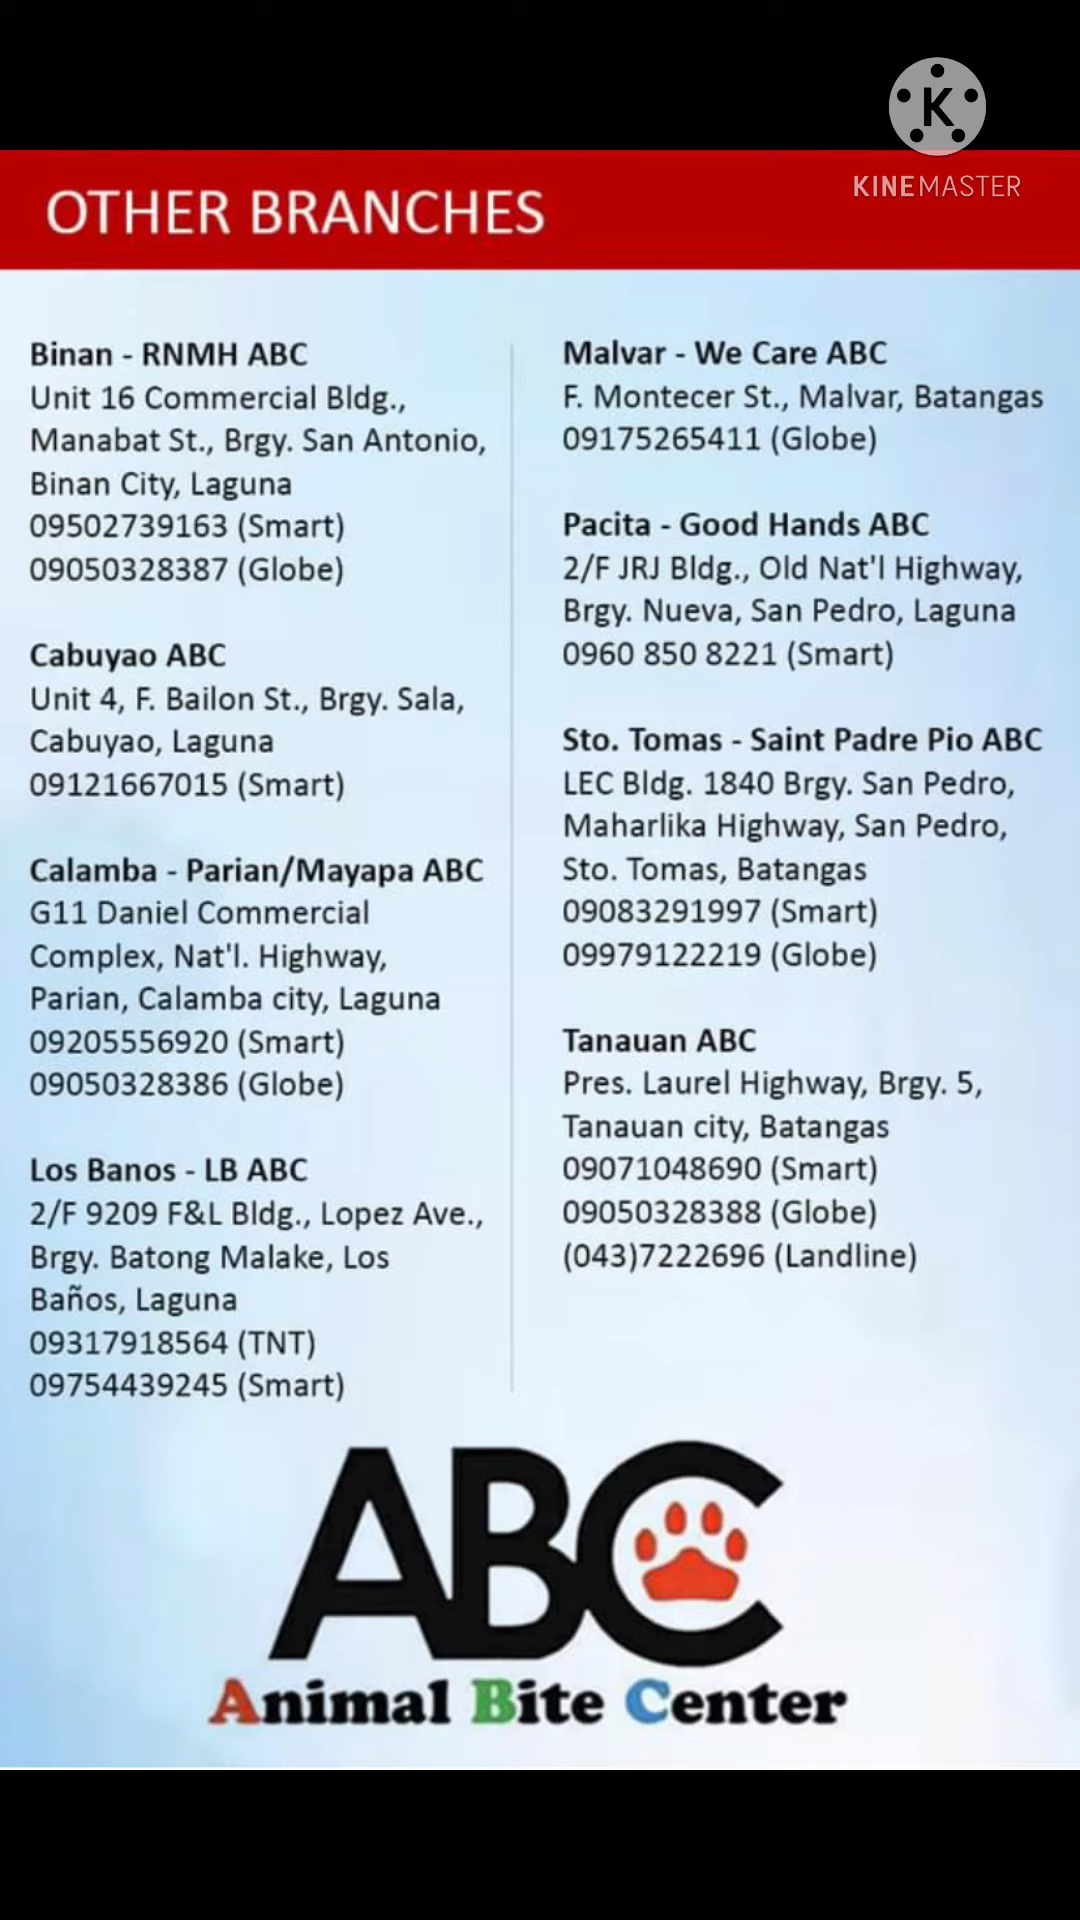 K
KINEMASTER
OTHER BRANCHES
Binan - RNMH ABC
Unit 16 Commercial Bldg.,
Manabat St., Brgy. San Antonio,
Binan City, Laguna
09502739163 (Smart)
09050328387 (Globe)
Cabuyao ABC
Unit 4, F. Bailon St., Brgy. Sala,
Cabuyao, Laguna
09121667015 (Smart)
Calamba - Parian/Mayapa ABC
G11 Daniel Commercial
Complex, Nat'l. Highway,
Parian, Calamba city, Laguna
09205556920 (Smart)
09050328386 (Globe)
Los Banos - LB ABC
2/F 9209 F&L Bldg., Lopez Ave.,
Brgy. Batong Malake, Los
Baños, Laguna
09317918564 (TNT)
09754439245 (Smart)
Malvar - We Care ABC
F. Montecer St., Malvar, Batangas
09175265411 (Globe)
Pacita - Good Hands ABC
2/F JRJ Bldg., Old Nat'l Highway,
Brgy. Nueva, San Pedro, Laguna
0960 850 8221 (Smart)
Sto. Tomas - Saint Padre Pio ABC
LEC Bldg. 1840 Brgy. San Pedro,
Maharlika Highway, San Pedro,
Sto. Tomas, Batangas
09083291997 (Smart)
09979122219 (Globe)
Tanauan ABC
Pres. Laurel Highway, Brgy. 5,
Tanauan city, Batangas
09071048690 (Smart)
09050328388 (Globe)
(043)7222696 (Landline)
ABC
Animal Bite Center